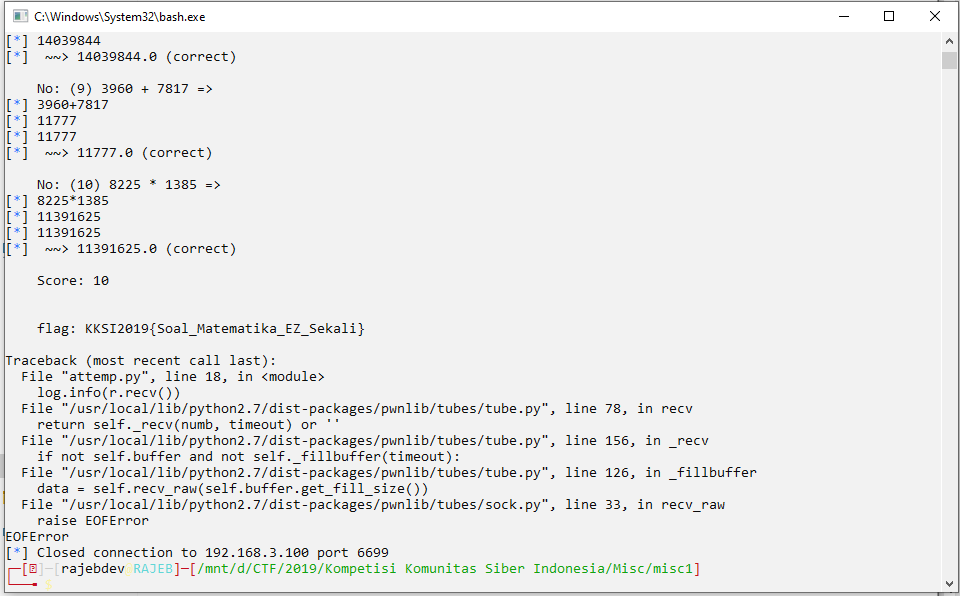 C:\Windows\System32\bash.exe
[*] 14039844
[*]  ~~> 14039844.0 (correct)
No: (9) 3960 + 7817 =>
[*] 3960+7817
[*] 11777
[*] 11777
[*]  ~~> 11777.0 (correct)
No: (10) 8225 * 1385 =>
[*] 8225*1385
[*] 11391625
[*] 11391625
[*]  ~~> 11391625.0 (correct)
Score: 10
flag: KKSI2019{Soal_Matematika_EZ_Sekali}
Traceback (most recent call last):
  File "attemp.py", line 18, in <module>
    log.info(r.recv())
  File "/usr/local/lib/python2.7/dist-packages/pwnlib/tubes/tube.py", line 78, in recv
    return self._recv(numb, timeout) or ''
  File "/usr/local/lib/python2.7/dist-packages/pwnlib/tubes/tube.py", line 156, in _recv
    if not self.buffer and not self._fillbuffer(timeout):
  File "/usr/local/lib/python2.7/dist-packages/pwnlib/tubes/tube.py", line 126, in _fillbuffer
    data = self.recv_raw(self.buffer.get_fill_size())
  File "/usr/local/lib/python2.7/dist-packages/pwnlib/tubes/sock.py", line 33, in recv_raw
    raise EOFError
EOFError
[*] Closed connection to 192.168.3.100 port 6699
rajebdev RAJEB]─[/mnt/d/CTF/2019/Kompetisi Komunitas Siber Indonesia/Misc/misc1]